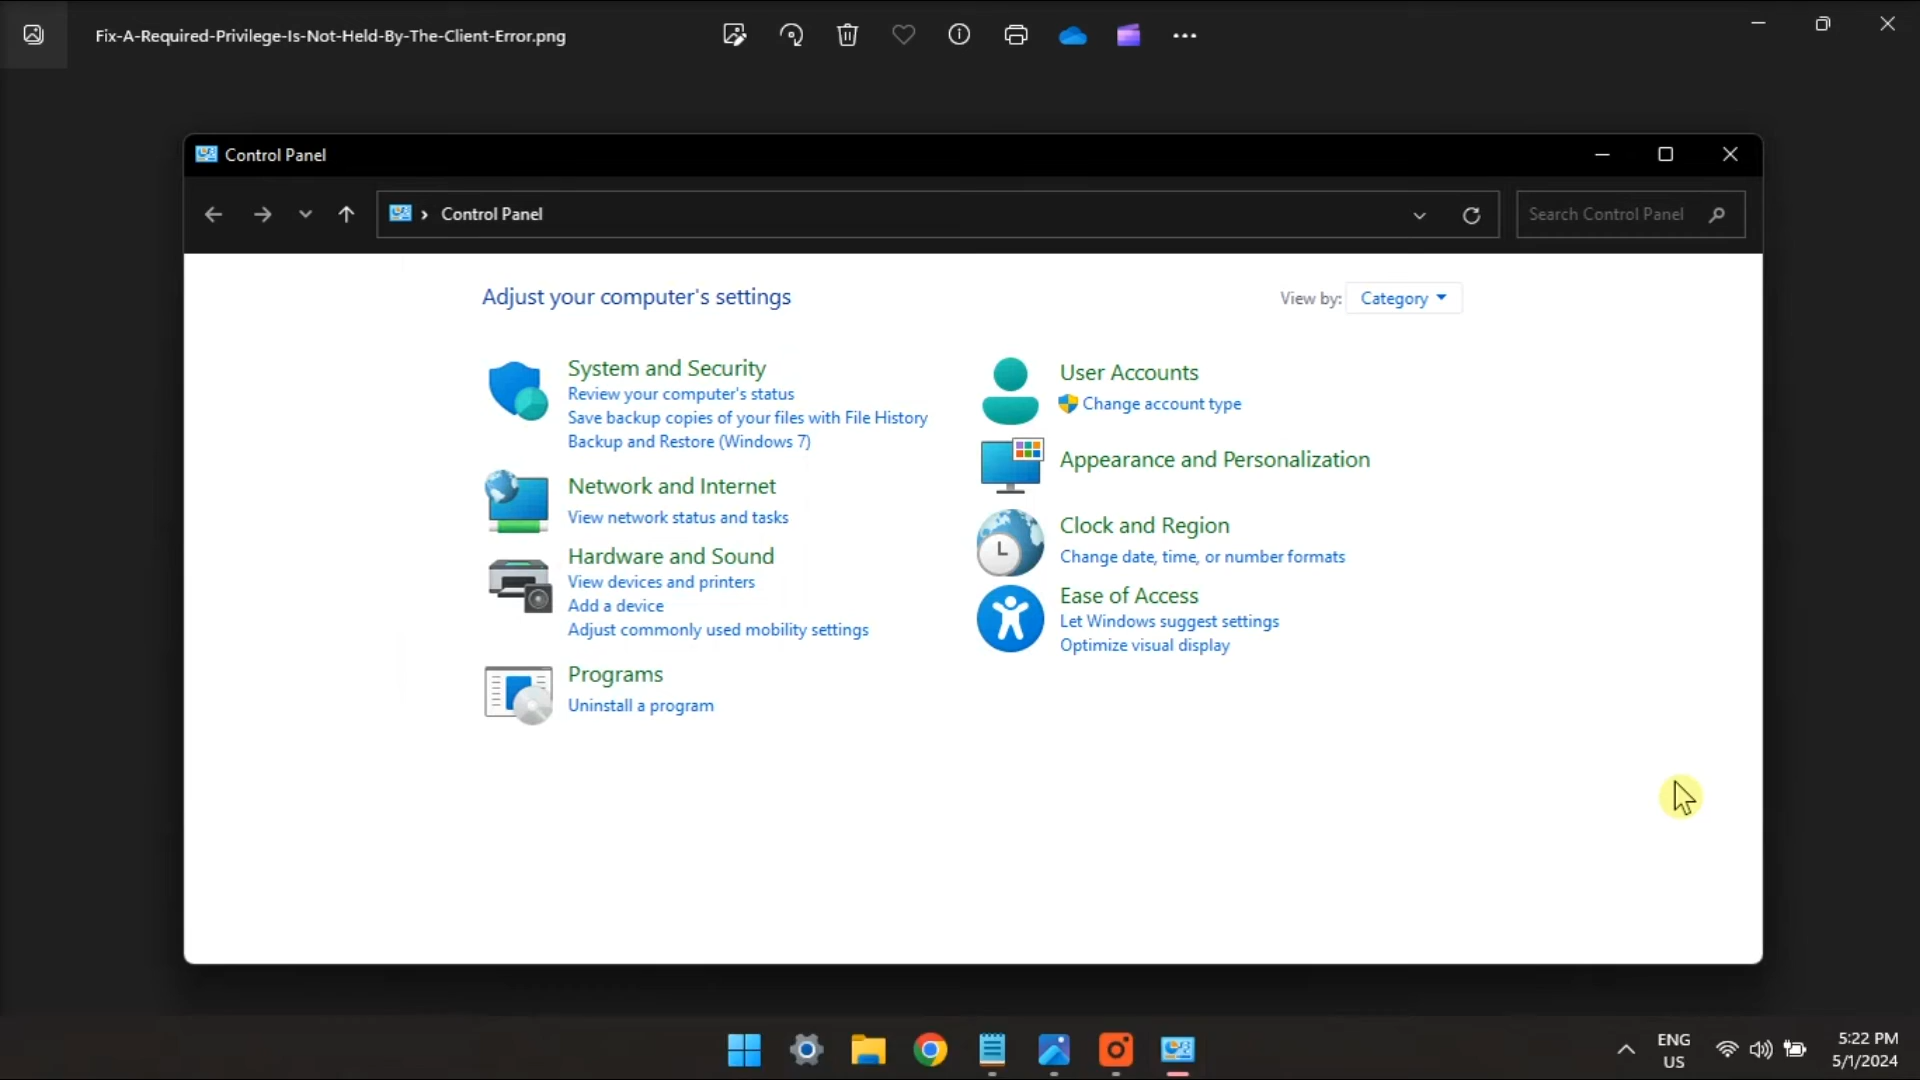 Fix-A-Required-Privilege-Is-Not-Held-By-The-Client-Error.png
Control Panel
Control Panel
Search Control Panel
Adjust your computer's settings
View by: Category
System and Security
Review your computer's status
Save backup copies of your files with File History
Backup and Restore (Windows 7)
Network and Internet
View network status and tasks
Hardware and Sound
View devices and printers
Add a device
Adjust commonly used mobility settings
Programs
Uninstall a program
User Accounts
Change account type
Appearance and Personalization
Clock and Region
Change date, time, or number formats
Ease of Access
Let Windows suggest settings
Optimize visual display
ENG
US
5:22 PM
5/1/2024